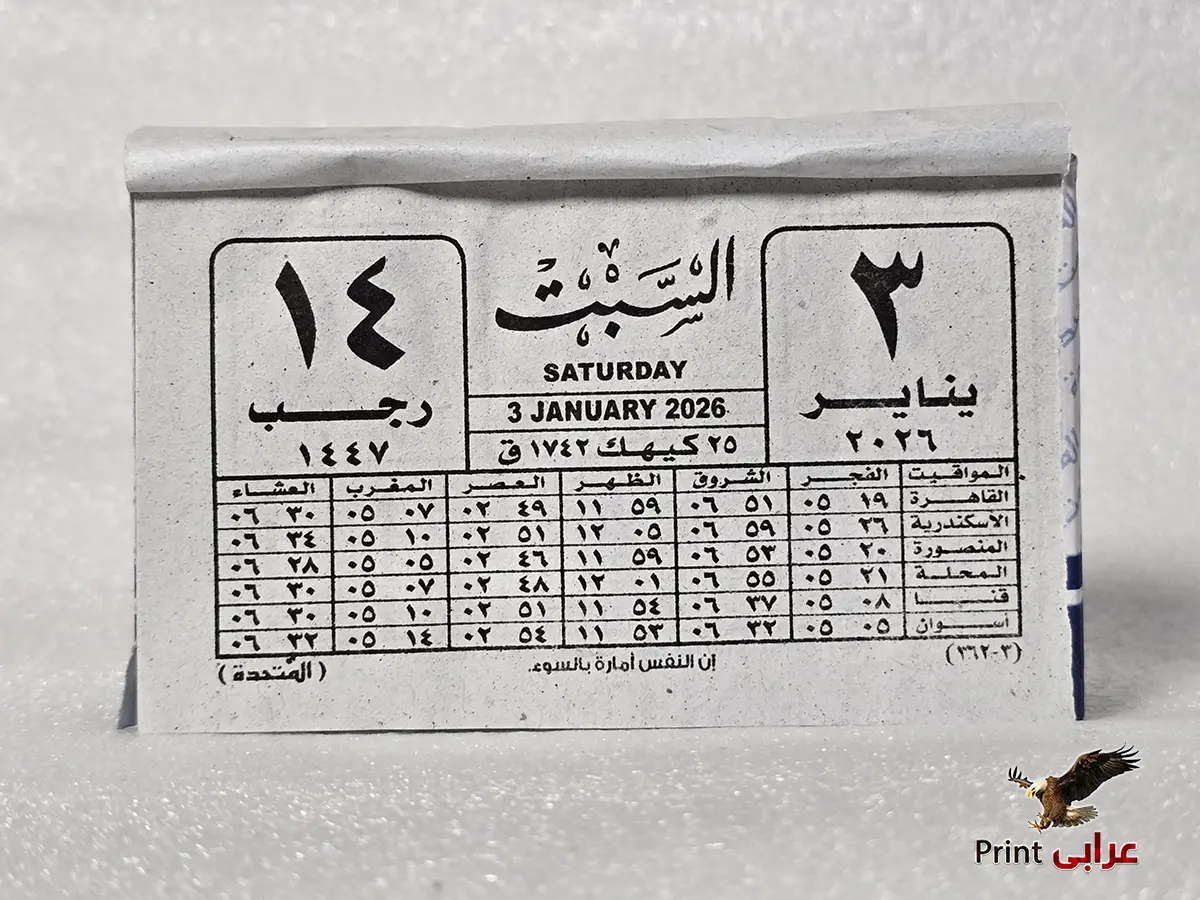 ٣
يناير
٢٠٢٦
السَّبْت
SATURDAY
3 JANUARY 2026
٢٥ كيهك ١٧٤٢ ق
١٤
رجب
١٤٤٧
المواقيت الفجر الشروق الظهر العصر المغرب العشاء
القاهرة ١٩ ٠٥ ٥١ ٠٦ ٥٩ ١١ ٤٩ ٠٢ ٠٧ ٠٥ ٣٠ ٠٦
الاسكندرية ٢٦ ٠٥ ٥٩ ٠٦ ٠٥ ١٢ ٥١ ٠٢ ١٠ ٠٥ ٣٤ ٠٦
المنصورة ٢٠ ٠٥ ٥٣ ٠٦ ٥٩ ١١ ٤٦ ٠٢ ٠٥ ٠٥ ٢٨ ٠٦
المحلة ٢١ ٠٥ ٥٥ ٠٦ ٠١ ١٢ ٤٨ ٠٢ ٠٧ ٠٥ ٣٠ ٠٦
قنا ٠٨ ٠٥ ٣٧ ٠٦ ٥٤ ١١ ٥١ ٠٢ ١٠ ٠٥ ٣٠ ٠٦
أسوان ٠٥ ٠٥ ٣٢ ٠٦ ٥٣ ١١ ٥٤ ٠٢ ١٤ ٠٥ ٣٢ ٠٦
(٣-٣٦٢)
إن النفس أمارة بالسوء.
(المُتحدة)
Print عرابى